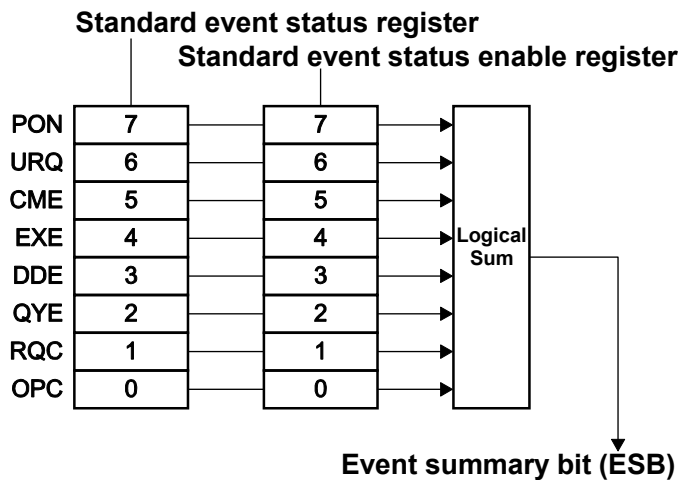 Standard event status register
Standard event status enable register
PON 7 7
URQ 6 6
CME 5 5
EXE 4 4
Logical
Sum
DDE 3 3
QYE 2 2
RQC 1 1
OPC 0 0
Event summary bit (ESB)